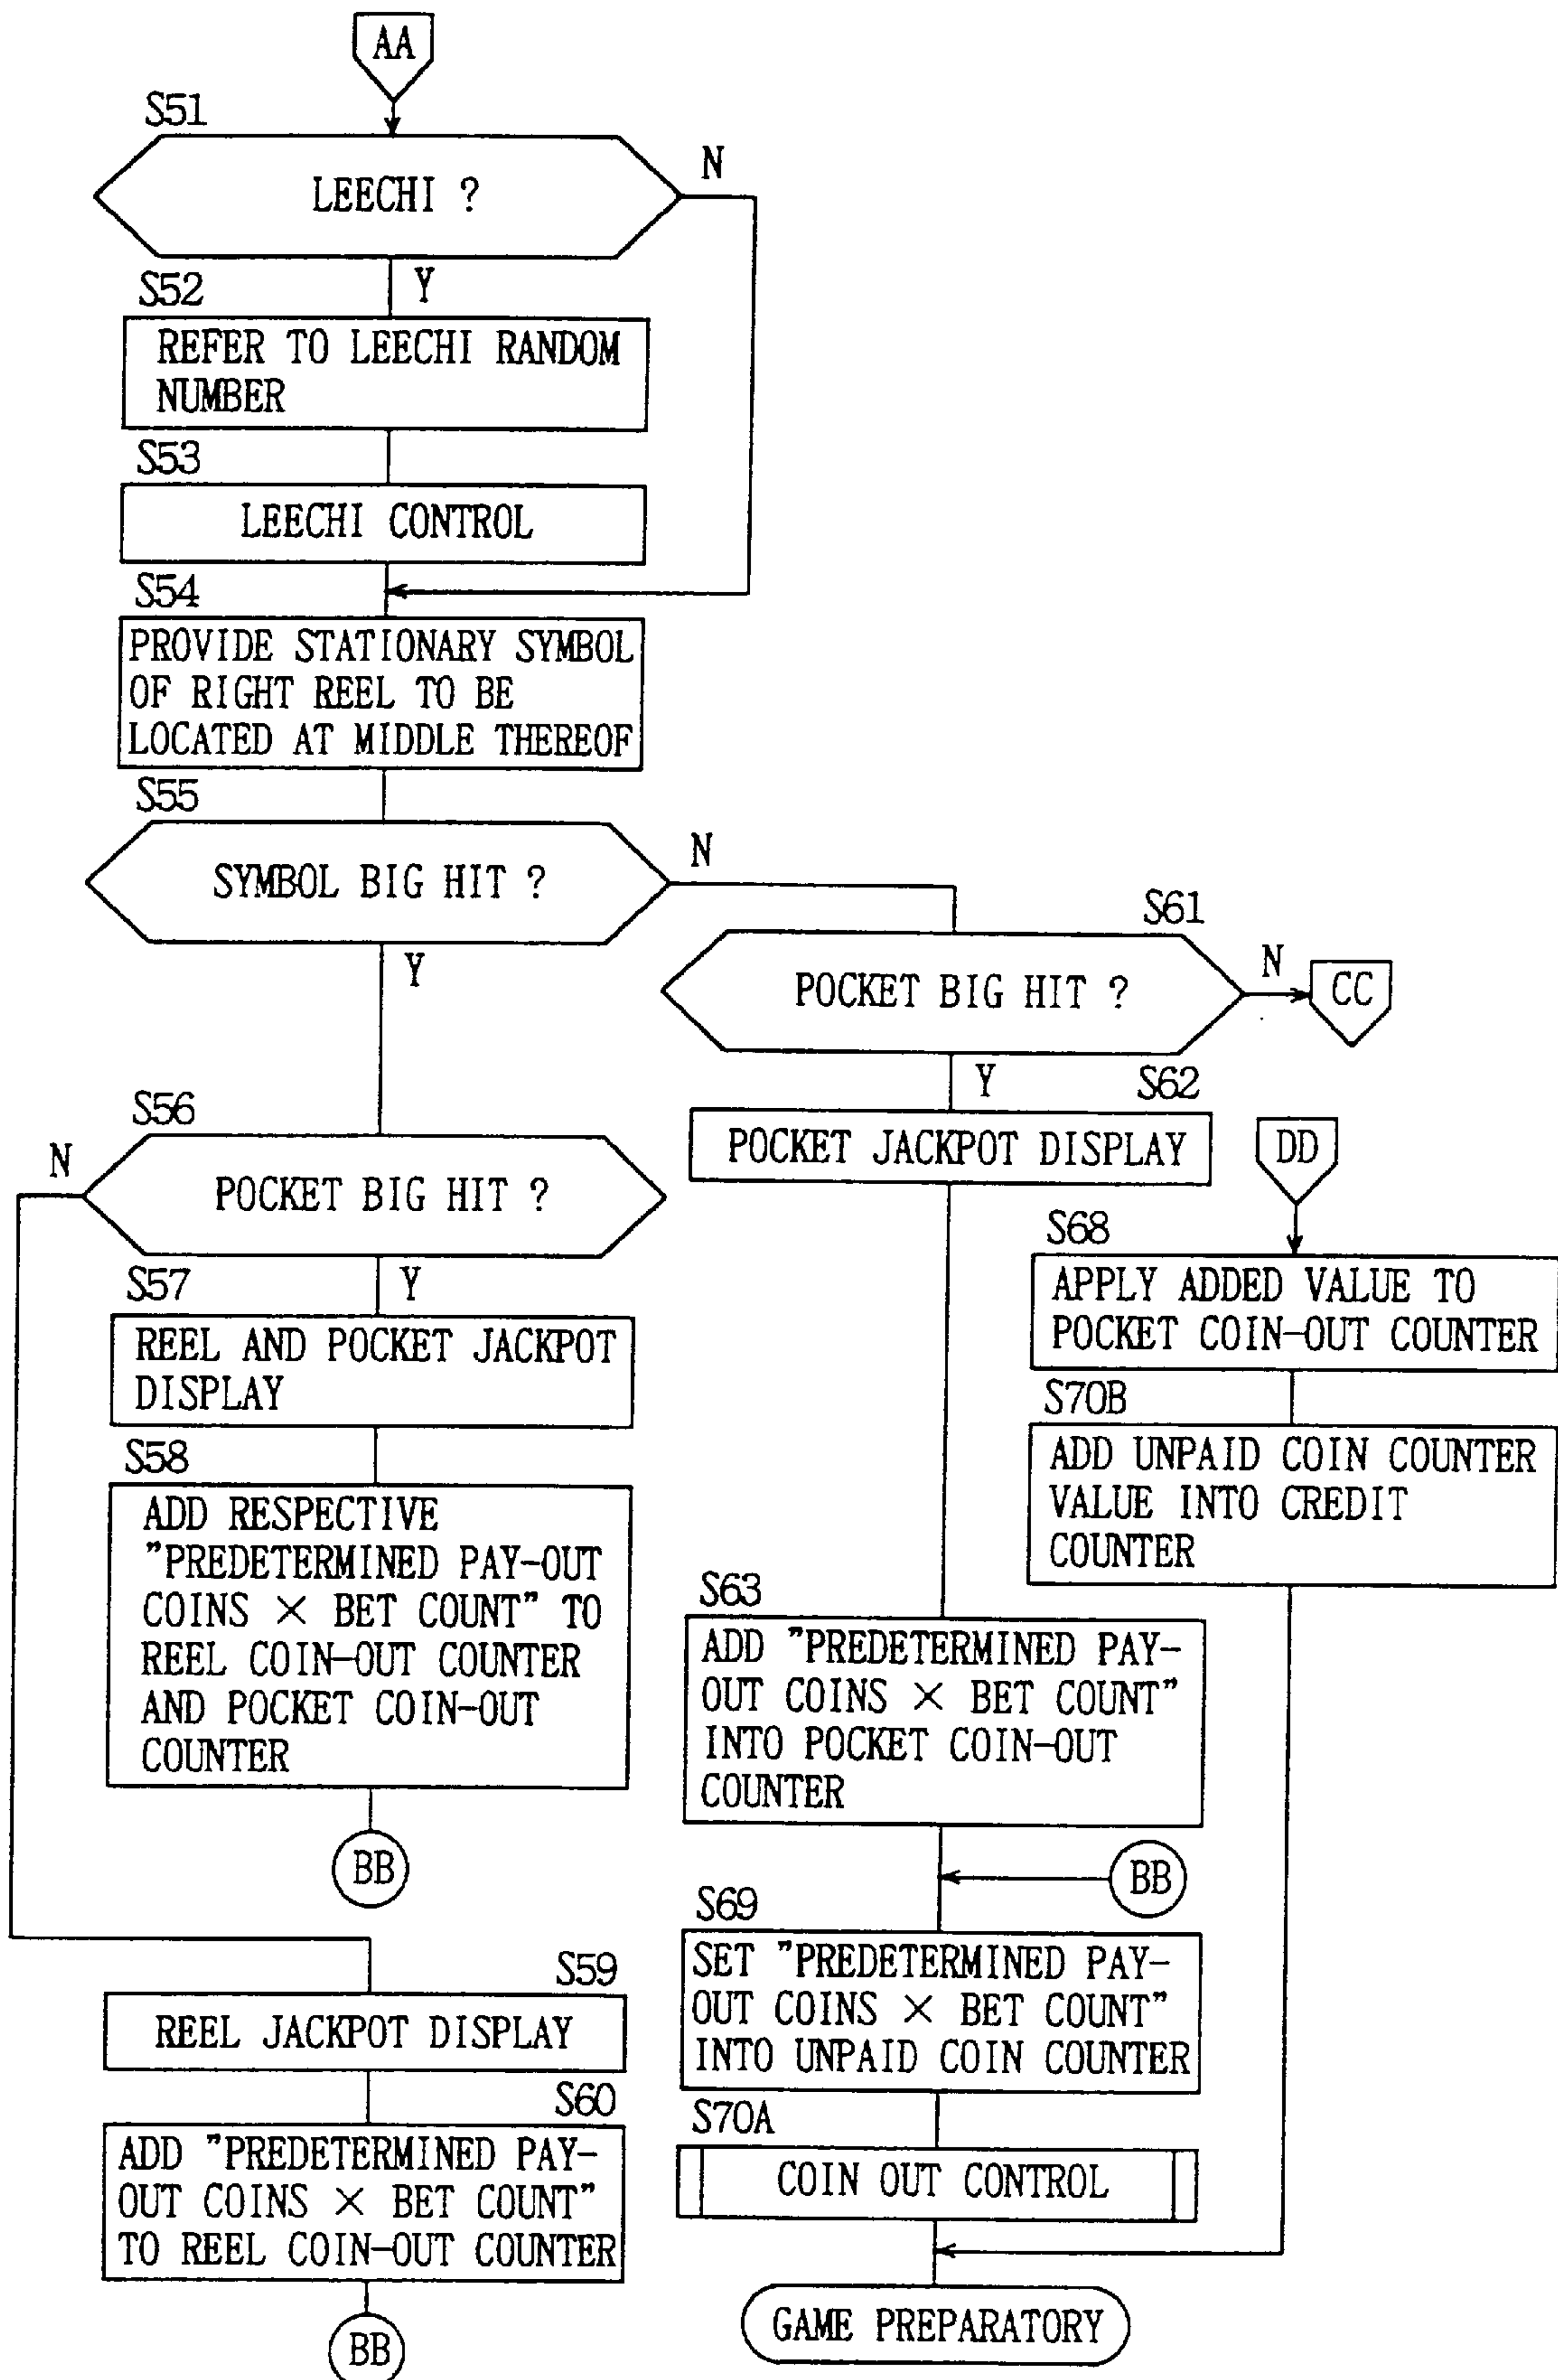 AA
S51
LEECHI ?
N
Y
S52
REFER TO LEECHI RANDOM
NUMBER
S53
LEECHI CONTROL
S54
PROVIDE STATIONARY SYMBOL
OF RIGHT REEL TO BE
LOCATED AT MIDDLE THEREOF
S55
SYMBOL BIG HIT ?
N
Y
S56
POCKET BIG HIT ?
N
Y
S57
REEL AND POCKET JACKPOT
DISPLAY
S58
ADD RESPECTIVE
"PREDETERMINED PAY-OUT
COINS × BET COUNT" TO
REEL COIN-OUT COUNTER
AND POCKET COIN-OUT
COUNTER
BB
S59
REEL JACKPOT DISPLAY
S60
ADD "PREDETERMINED PAY-
OUT COINS × BET COUNT"
TO REEL COIN-OUT COUNTER
BB
S61
POCKET BIG HIT ?
N
CC
Y
S62
POCKET JACKPOT DISPLAY
S63
ADD "PREDETERMINED PAY-
OUT COINS × BET COUNT"
INTO POCKET COIN-OUT
COUNTER
BB
S69
SET "PREDETERMINED PAY-
OUT COINS × BET COUNT"
INTO UNPAID COIN COUNTER
S70A
COIN OUT CONTROL
DD
S68
APPLY ADDED VALUE TO
POCKET COIN-OUT COUNTER
S70B
ADD UNPAID COIN COUNTER
VALUE INTO CREDIT
COUNTER
GAME PREPARATORY